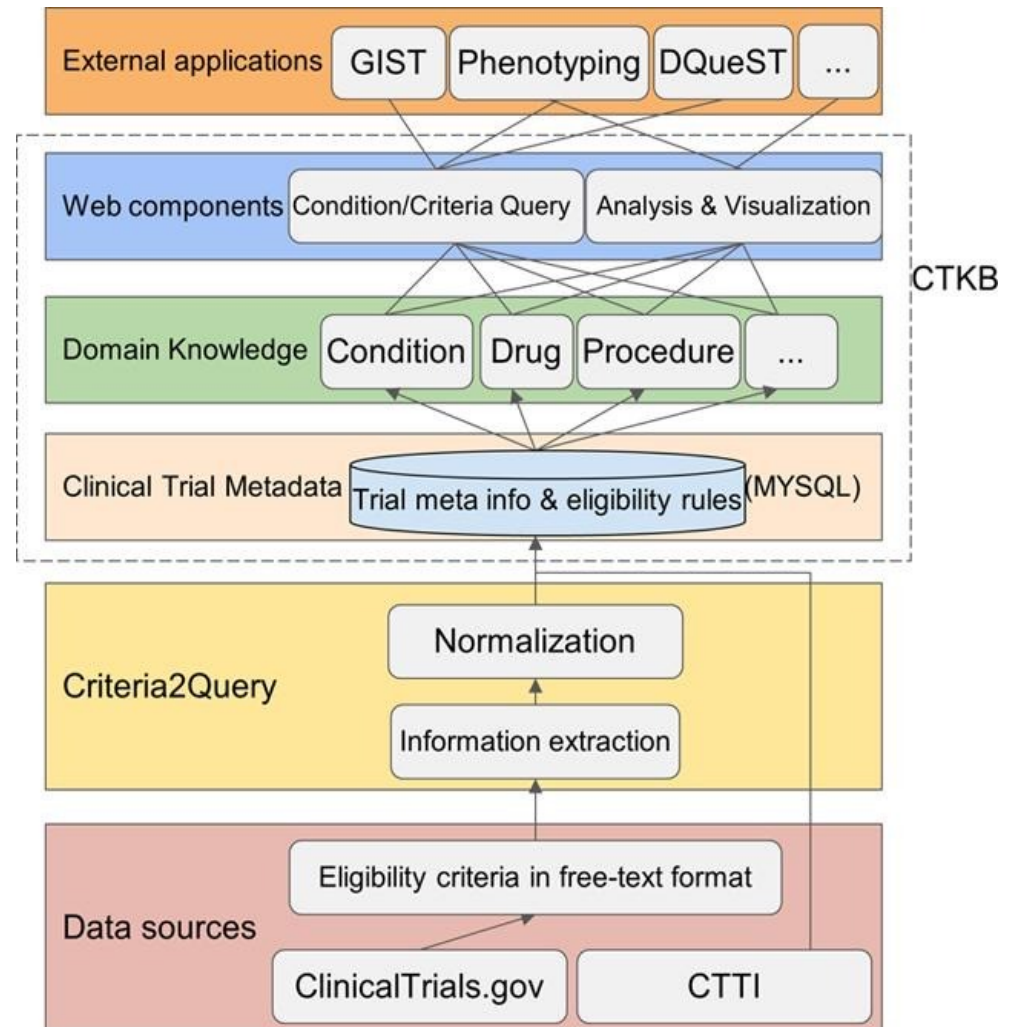 External applications GIST Phenotyping DQueST ...
Web components Condition/Criteria Query Analysis & Visualization
CTKB
Domain Knowledge Condition Drug Procedure ...
Clinical Trial Metadata Trial meta info & eligibility rules (MYSQL)
Normalization
Criteria2Query
Information extraction
Eligibility criteria in free-text format
Data sources
ClinicalTrials.gov CTTI